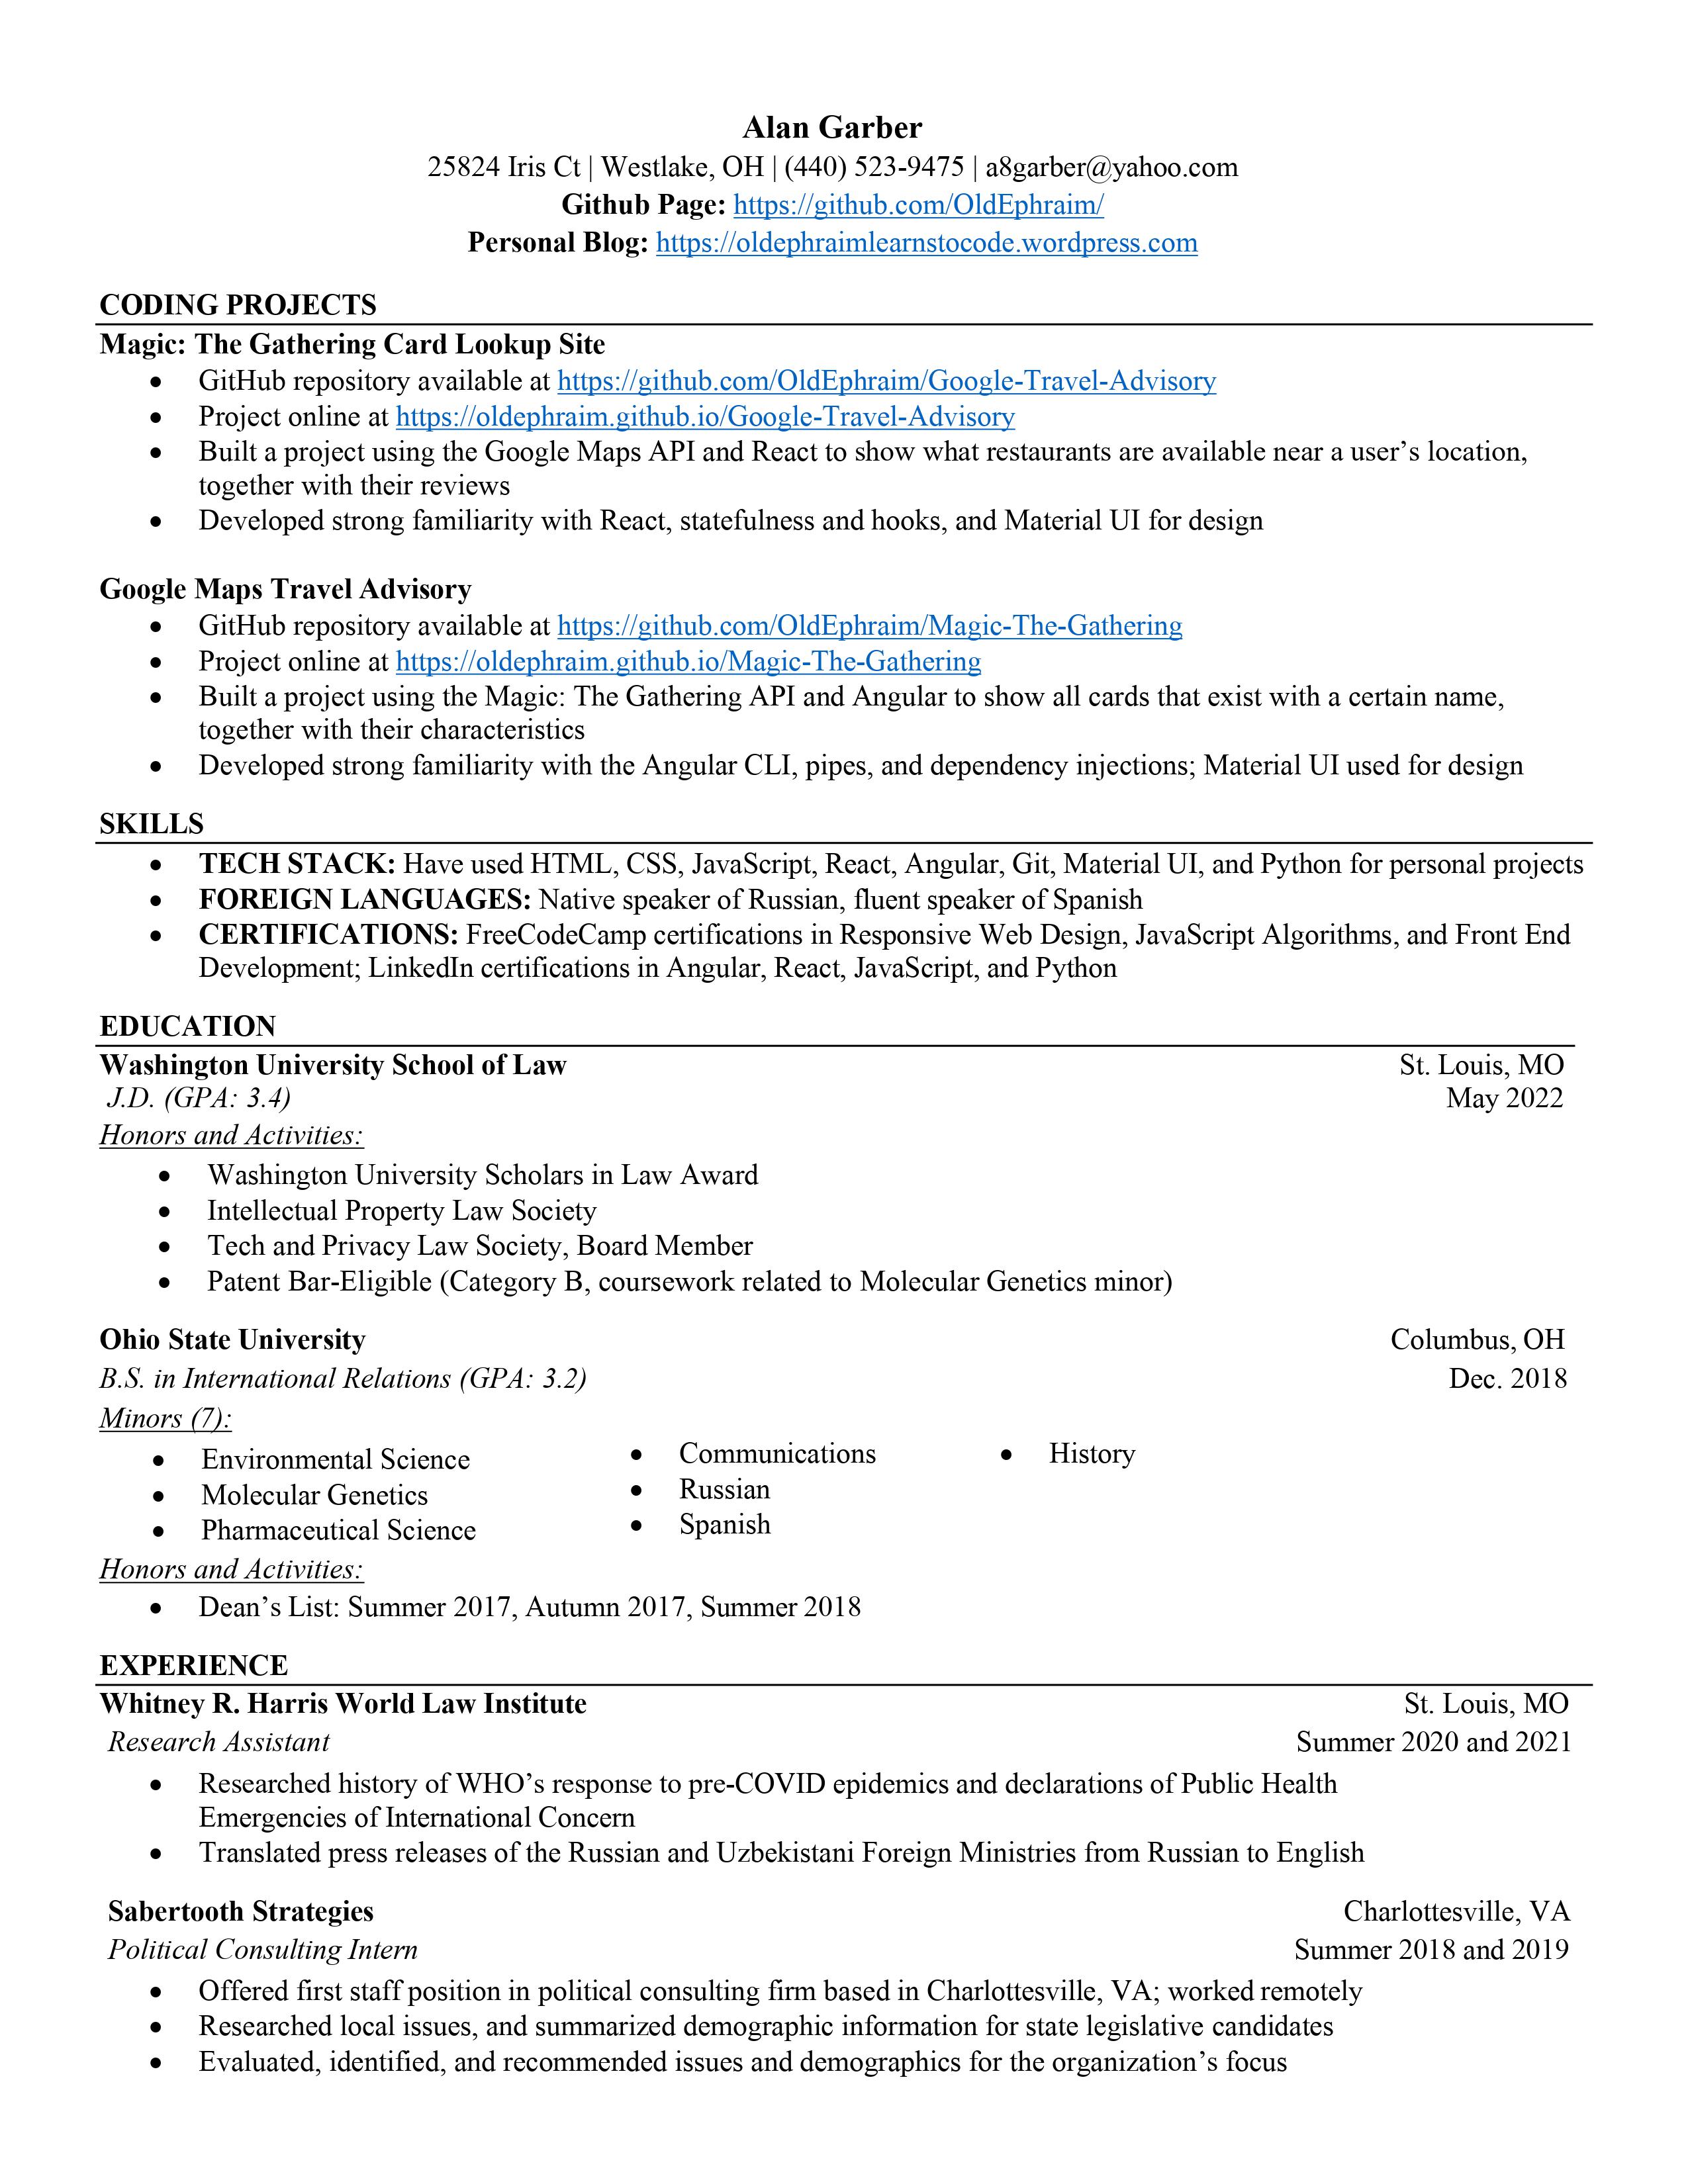 Alan Garber
25824 Iris Ct | Westlake, OH | (440) 523-9475 | a8garber@yahoo.com
Github Page: https://github.com/OldEphraim/
Personal Blog: https://oldephraimlearnstocode.wordpress.com
CODING PROJECTS
Magic: The Gathering Card Lookup Site
• GitHub repository available at https://github.com/OldEphraim/Google-Travel-Advisory
• Project online at https://oldephraim.github.io/Google-Travel-Advisory
• Built a project using the Google Maps API and React to show what restaurants are available near a user’s location,
together with their reviews
• Developed strong familiarity with React, statefulness and hooks, and Material UI for design
Google Maps Travel Advisory
• GitHub repository available at https://github.com/OldEphraim/Magic-The-Gathering
• Project online at https://oldephraim.github.io/Magic-The-Gathering
• Built a project using the Magic: The Gathering API and Angular to show all cards that exist with a certain name,
together with their characteristics
• Developed strong familiarity with the Angular CLI, pipes, and dependency injections; Material UI used for design
SKILLS
• TECH STACK: Have used HTML, CSS, JavaScript, React, Angular, Git, Material UI, and Python for personal projects
• FOREIGN LANGUAGES: Native speaker of Russian, fluent speaker of Spanish
• CERTIFICATIONS: FreeCodeCamp certifications in Responsive Web Design, JavaScript Algorithms, and Front End
Development; LinkedIn certifications in Angular, React, JavaScript, and Python
EDUCATION
Washington University School of Law St. Louis, MO
J.D. (GPA: 3.4) May 2022
Honors and Activities:
• Washington University Scholars in Law Award
• Intellectual Property Law Society
• Tech and Privacy Law Society, Board Member
• Patent Bar-Eligible (Category B, coursework related to Molecular Genetics minor)
Ohio State University Columbus, OH
B.S. in International Relations (GPA: 3.2) Dec. 2018
Minors (7):
• Environmental Science
• Molecular Genetics
• Pharmaceutical Science
• Communications
• Russian
• Spanish
• History
Honors and Activities:
• Dean’s List: Summer 2017, Autumn 2017, Summer 2018
EXPERIENCE
Whitney R. Harris World Law Institute St. Louis, MO
Research Assistant Summer 2020 and 2021
• Researched history of WHO’s response to pre-COVID epidemics and declarations of Public Health
Emergencies of International Concern
• Translated press releases of the Russian and Uzbekistani Foreign Ministries from Russian to English
Sabertooth Strategies Charlottesville, VA
Political Consulting Intern Summer 2018 and 2019
• Offered first staff position in political consulting firm based in Charlottesville, VA; worked remotely
• Researched local issues, and summarized demographic information for state legislative candidates
• Evaluated, identified, and recommended issues and demographics for the organization’s focus